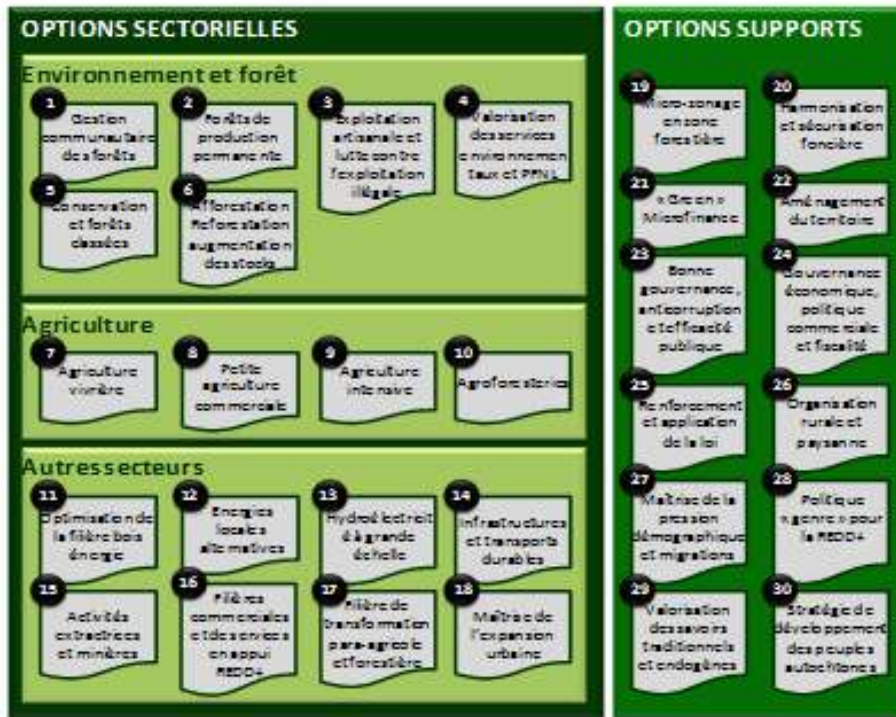 OPTIONS SECTORIELLES
Environnement et forêt
1
Gestion
communautaire
des forêts
2
Forêts de
production
permanente
3
Exploitation
artisanale et
lutte contre
l'exploitation
illégale
4
Valorisation
des services
environnemen
taux et PFNL
5
Conservation
et forêts
classées
6
Afforestation
Reforestation
augmentation
des stocks
Agriculture
7
Agriculture
vivrière
8
Petite
agriculture
commerciale
9
Agriculture
intensive
10
Agroforesteries
Autres secteurs
11
Optimisation de
la filière bois
énergie
12
Energies
locales
alternatives
13
Hydroélectricit
é à grande
échelle
14
Infrastructures
et transports
durables
15
Activités
extractrices
et minières
16
Filières
commerciales
et de services
en appui
REDD+
17
Filière de
transformation
para-agricole
et forestière
18
Maîtrise de
l'expansion
urbaine
OPTIONS SUPPORTS
19
Micro-zonage
en zone
forestière
20
Harmonisation
et sécurisation
foncière
21
« Green »
Microfinance
22
Aménagement
du territoire
23
Bonne
gouvernance,
anticorruption
et efficacité
publique
24
Gouvernance
économique,
politique
commerciale
et fiscalité
25
Renforcement
et application
de la loi
26
Organisation
rurale et
paysanne
27
Maîtrise de la
pression
démographique
et migrations
28
Politique
« genre » pour
la REDD+
29
Valorisation
des savoirs
traditionnels
et endogènes
30
Stratégie de
développement
des peuples
autochtones